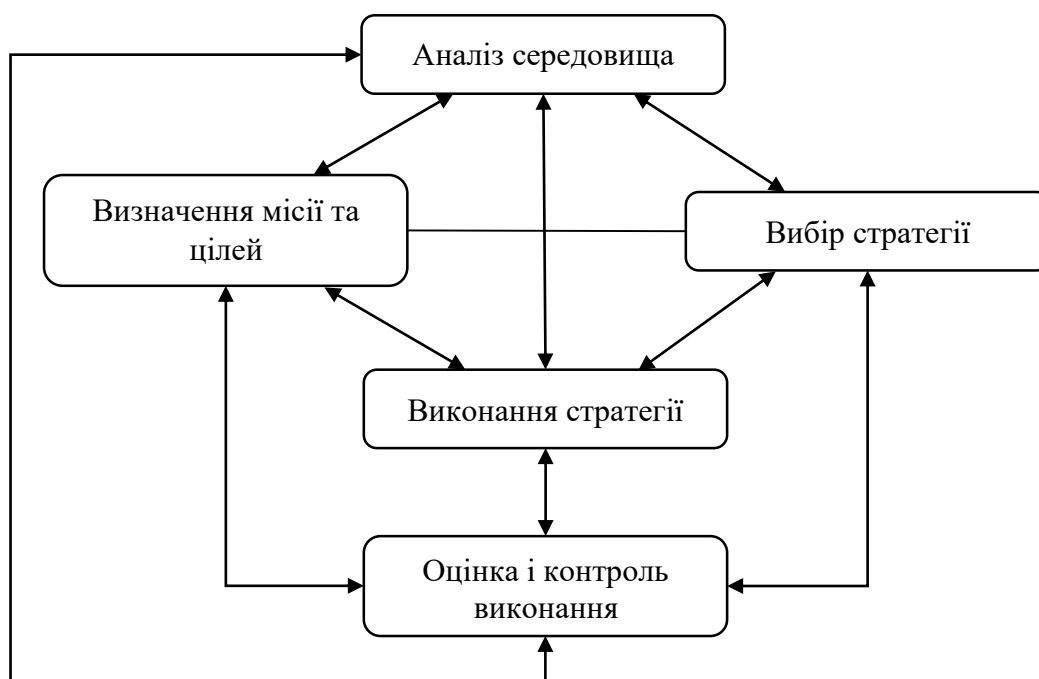 Аналіз середовища
Визначення місії та
цілей
Вибір стратегії
Виконання стратегії
Оцінка і контроль
виконання